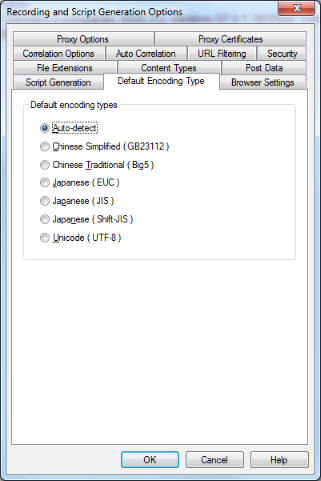 Recording and Script Generation Options
Proxy Options Proxy Certificates
Correlation Options Auto Correlation URL Filtering Security
File Extensions Content Types Post Data
Script Generation Default Encoding Type Browser Settings
Default encoding types
Auto-detect
Chinese Simplified ( GB23112 )
Chinese Traditional ( Big5 )
Japanese ( EUC )
Japanese ( JIS )
Japanese ( Shift-JIS )
Unicode ( UTF-8 )
OK Cancel Help